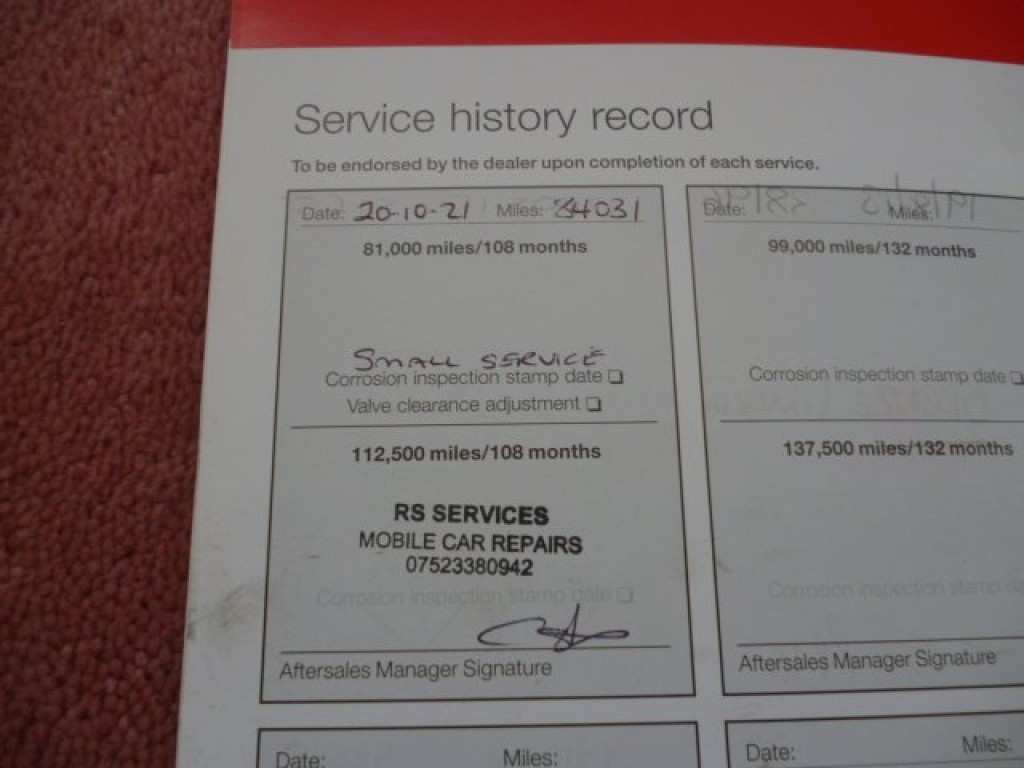 Service history record
To be endorsed by the dealer upon completion of each service.
Date: 20-10-21 Miles: 84031
81,000 miles/108 months
SMALL SERVICE
Corrosion inspection stamp date
Valve clearance adjustment
112,500 miles/108 months
RS SERVICES
MOBILE CAR REPAIRS
07523380942
Corrosion inspection stamp date
Aftersales Manager Signature
Date: Miles:
99,000 miles/132 months
Corrosion inspection stamp date
137,500 miles/132 months
Corrosion inspection stamp
Aftersales Manager Signature
Date: Miles:
Date: Miles: